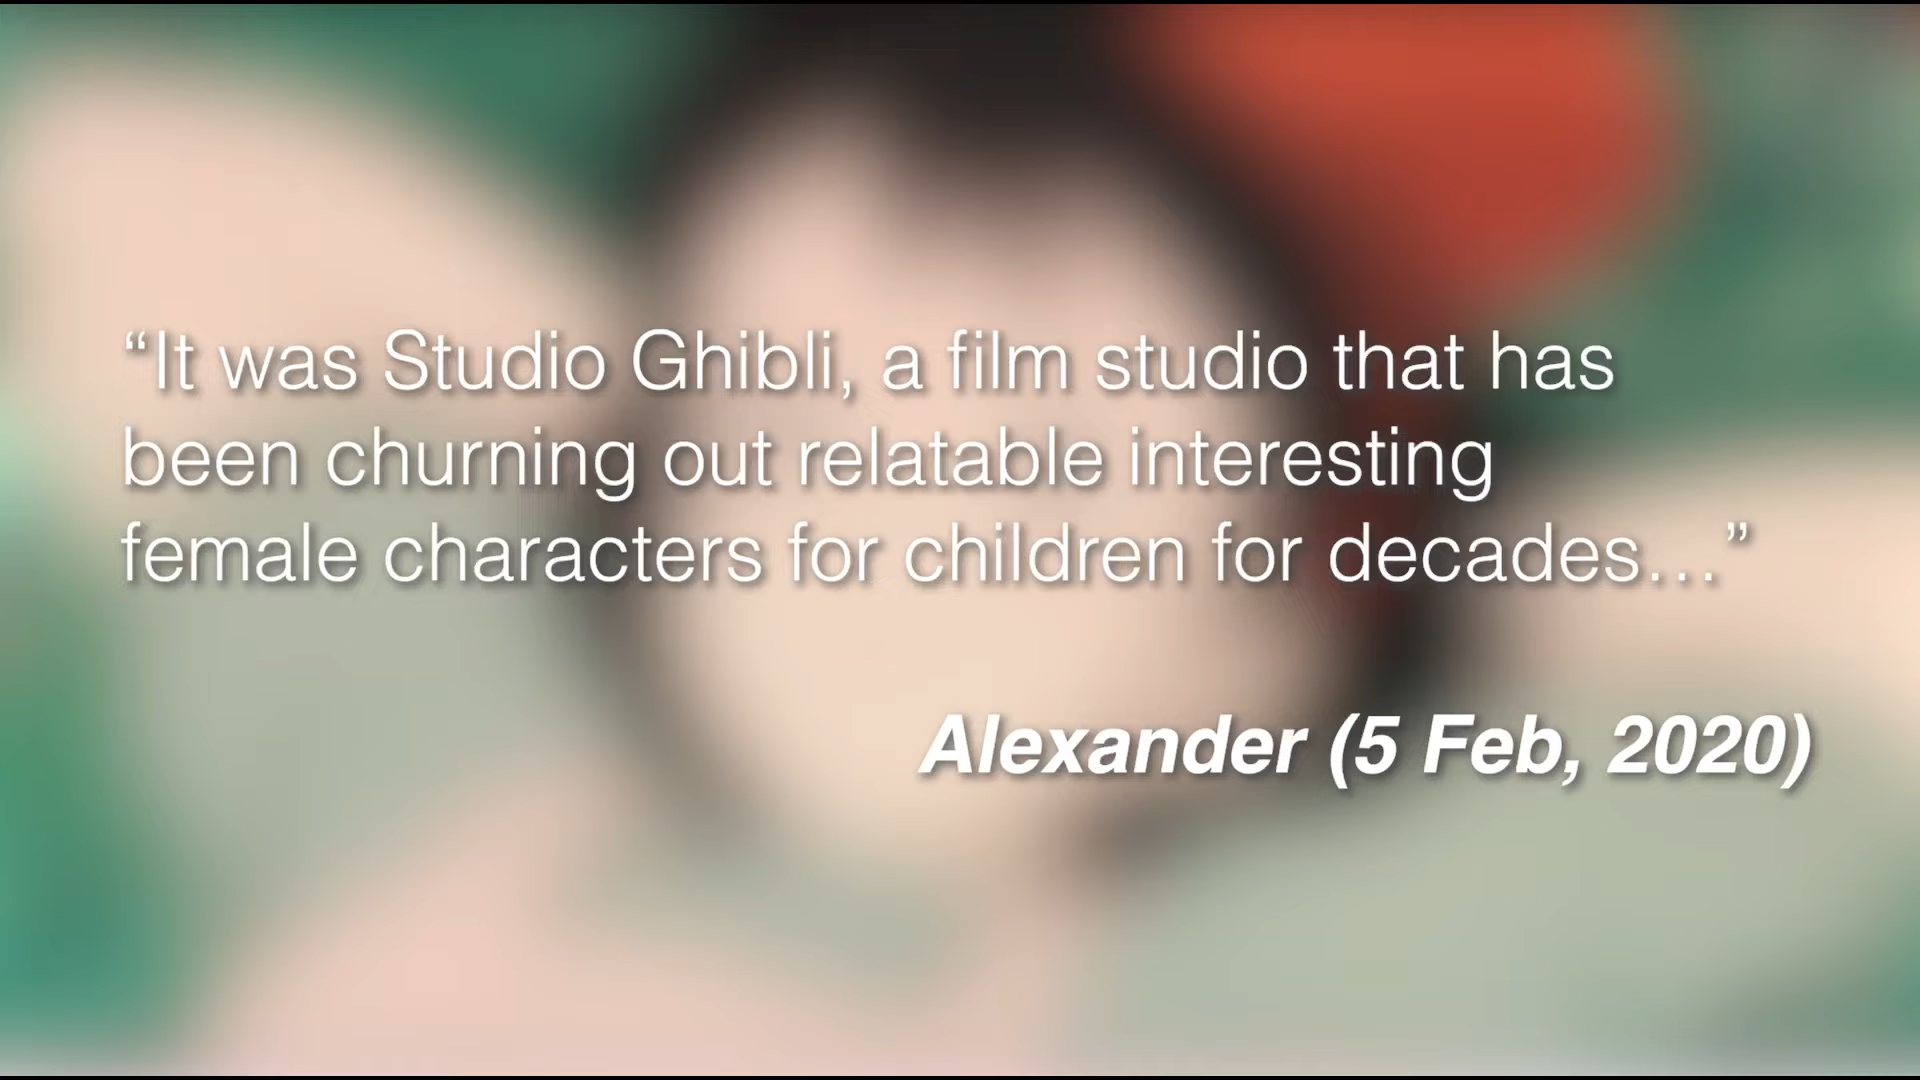 “It was Studio Ghibli, a film studio that has
been churning out relatable interesting
female characters for children for decades…”
Alexander (5 Feb, 2020)